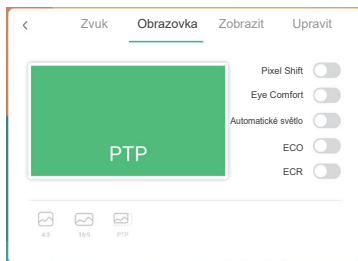 Zvuk Obrazovka Zobrazit Upravit
Pixel Shift
Eye Comfort
Automatické světlo
ECO
ECR
PTP
4:3 16:9 PTP